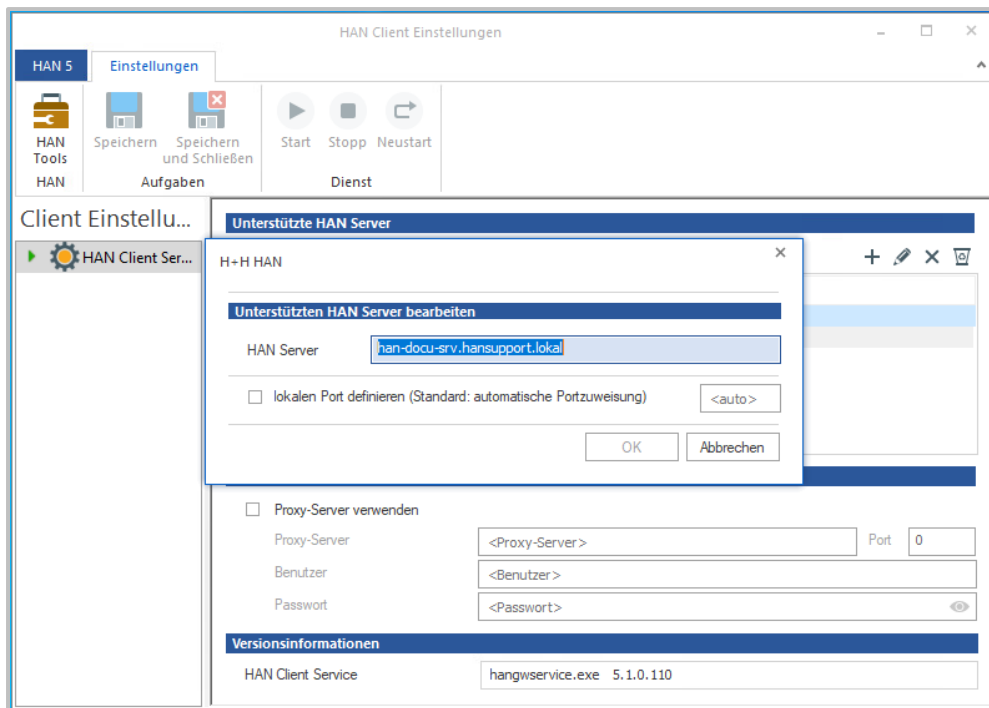 HAN Client Einstellungen
HAN 5 Einstellungen
HAN Tools
Speichern
Speichern und Schließen
Start
Stopp
Neustart
HAN
Aufgaben
Dienst
Client Einstellu...
HAN Client Ser...
Unterstützte HAN Server
H+H HAN
Unterstützten HAN Server bearbeiten
HAN Server han-docu-srv.hansupport.lokal
lokalen Port definieren (Standard: automatische Portzuweisung) <auto>
OK Abbrechen
Proxy-Server verwenden
Proxy-Server <Proxy-Server> Port 0
Benutzer <Benutzer>
Passwort <Passwort>
Versionsinformationen
HAN Client Service hangwservice.exe 5.1.0.110